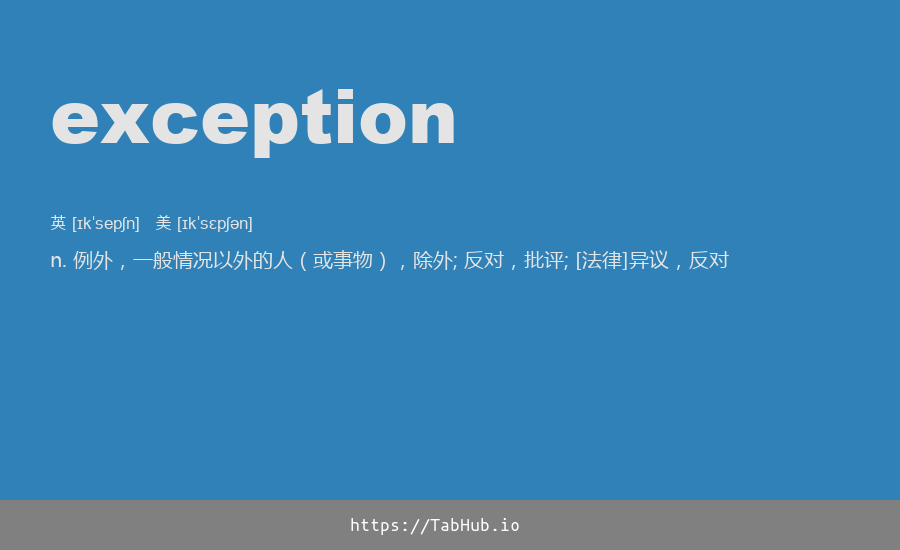 exception
英 [ɪkˈsepʃn]   美 [ɪkˈsɛpʃən]
n. 例外，一般情况以外的人（或事物），除外; 反对，批评; [法律]异议，反对
https://TabHub.io